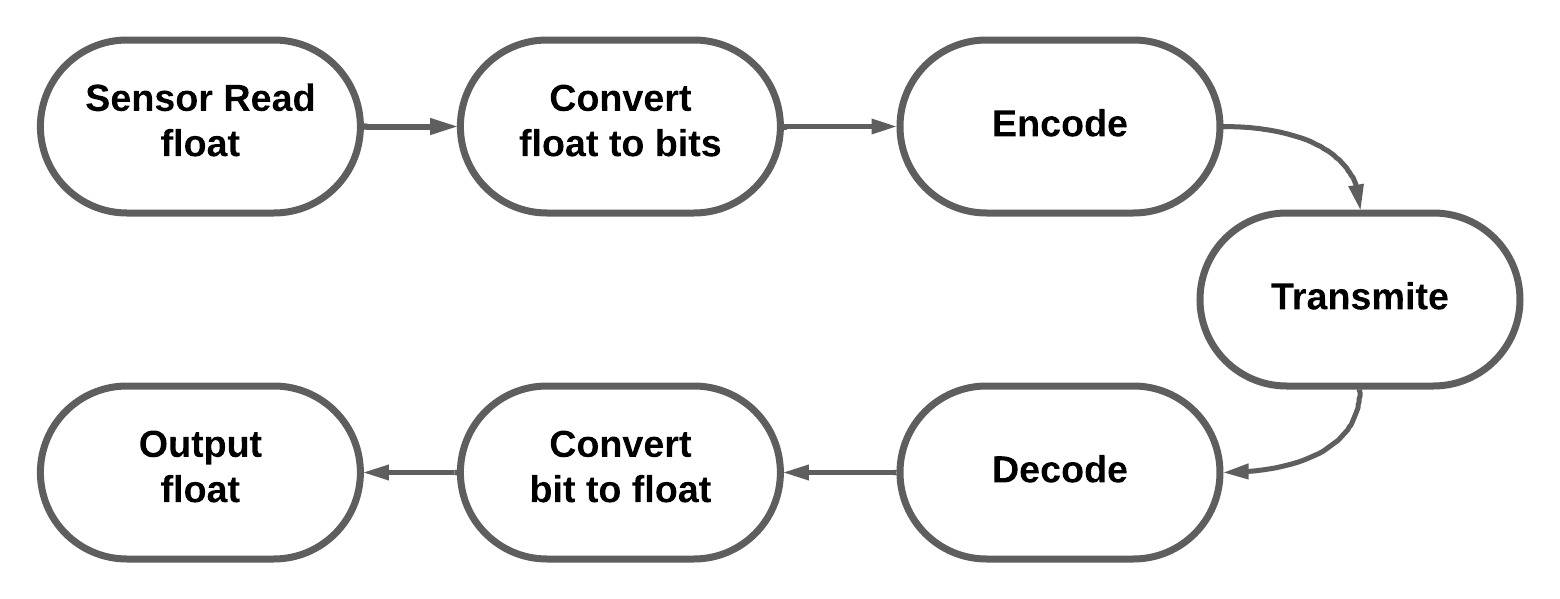 Sensor Read
float
Convert
float to bits
Encode
Transmite
Decode
Convert
bit to float
Output
float